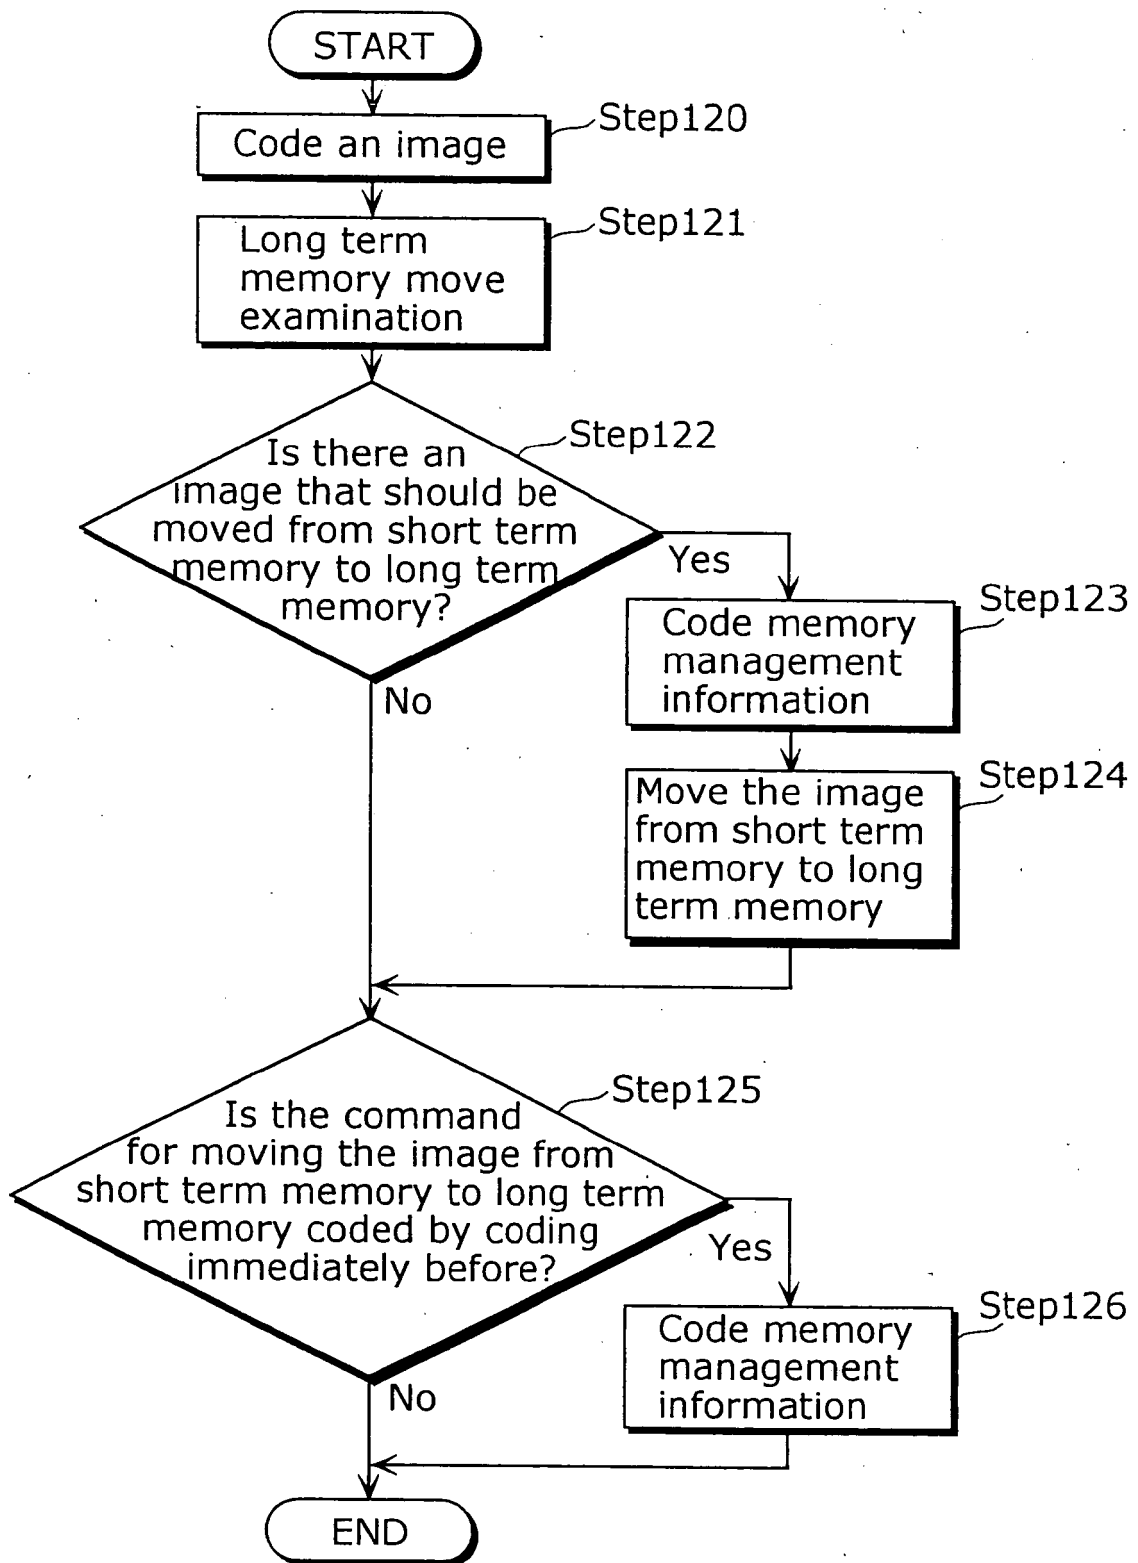 START
Code an image
Step120
Long term
memory move
examination
Step121
Is there an
image that should be
moved from short term
memory to long term
memory?
Step122
Yes
No
Code memory
management
information
Step123
Move the image
from short term
memory to long
term memory
Step124
Is the command
for moving the image from
short term memory to long term
memory coded by coding
immediately before?
Step125
Yes
No
Code memory
management
information
Step126
END